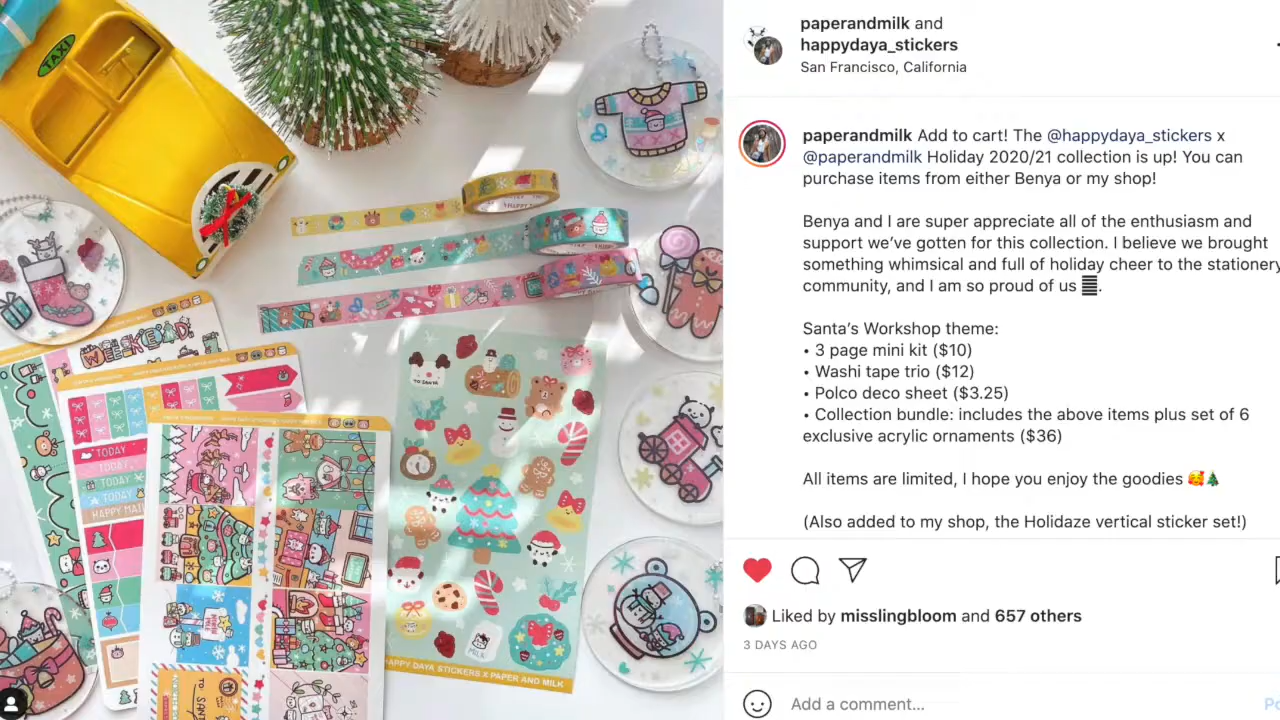 paperandmilk and
happydaya_stickers
San Francisco, California
paperandmilk Add to cart! The @happydaya_stickers x
@paperandmilk Holiday 2020/21 collection is up! You can
purchase items from either Benya or my shop!
Benya and I are super appreciate all of the enthusiasm and
support we've gotten for this collection. I believe we brought
something whimsical and full of holiday cheer to the stationery
community, and I am so proud of us.
Santa's Workshop theme:
• 3 page mini kit ($10)
• Washi tape trio ($12)
• Polco deco sheet ($3.25)
• Collection bundle: includes the above items plus set of 6
exclusive acrylic ornaments ($36)
All items are limited, I hope you enjoy the goodies 🥰🎄
(Also added to my shop, the Holidaze vertical sticker set!)
Liked by misslingbloom and 657 others
3 DAYS AGO
Add a comment...
TAXI
WEEKEND
TODAY
TODAY
TODAY
TODAY
HAPPY MAIL
TO SANTA
MILK
TO SANTA
HAPPY DAYA STICKERS X PAPER AND MILK